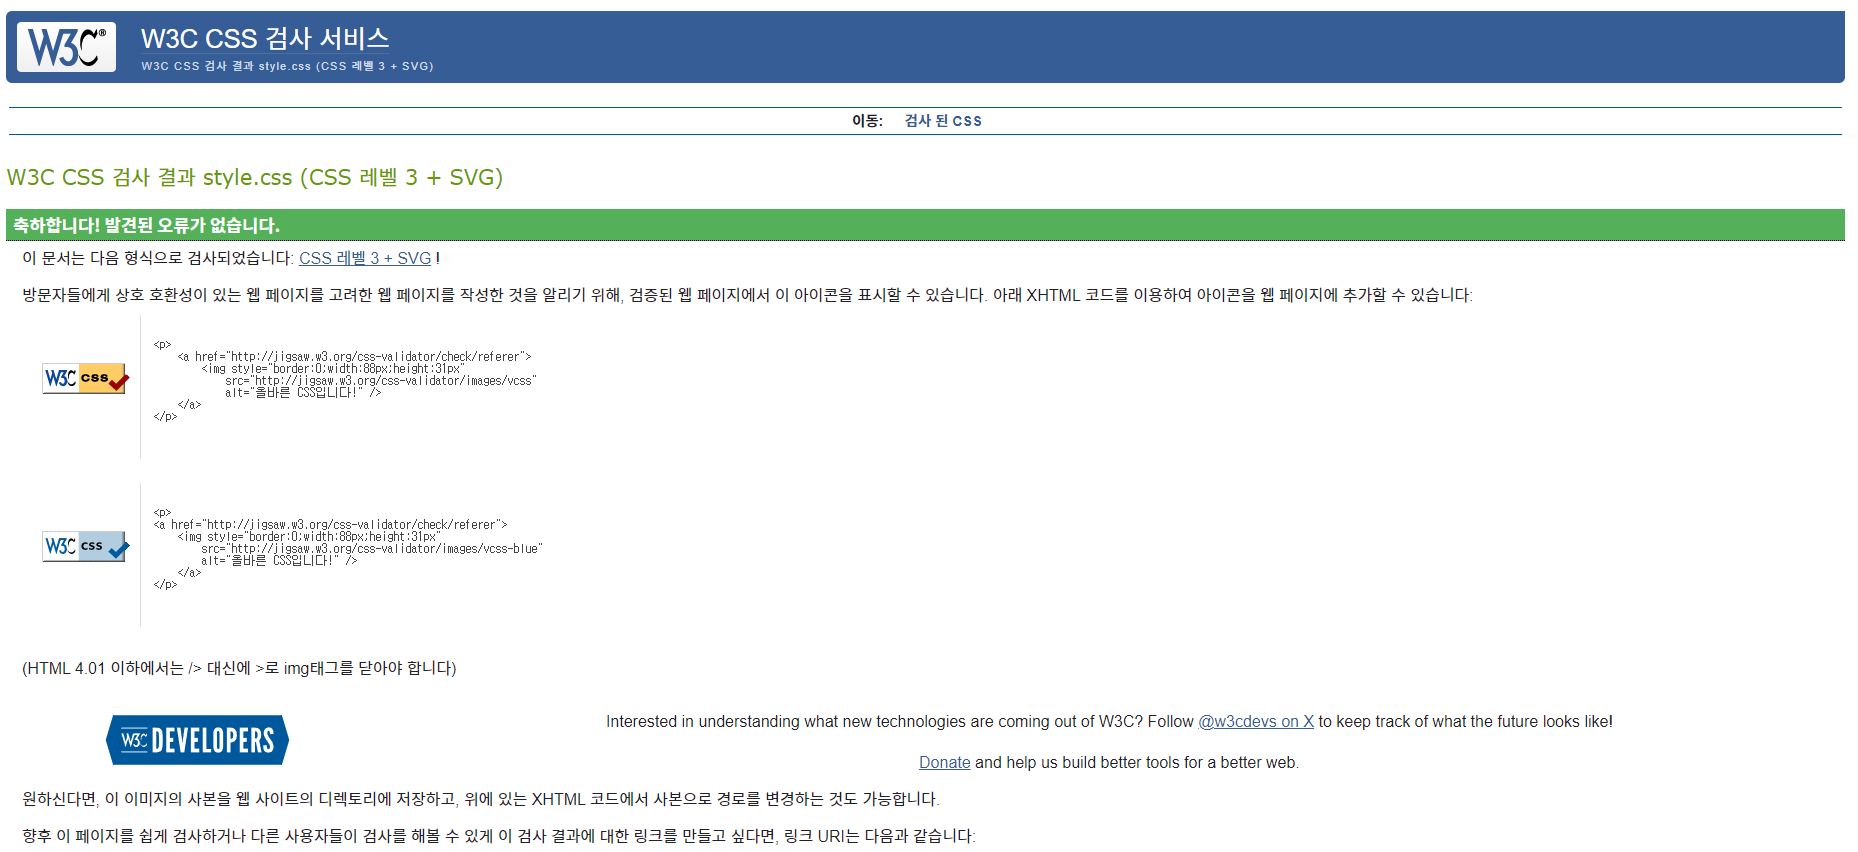 W3C®
W3C CSS 검사 서비스
W3C CSS 검사 결과 style.css (CSS 레벨 3 + SVG)
이동: 검사 된 CSS
W3C CSS 검사 결과 style.css (CSS 레벨 3 + SVG)
축하합니다! 발견된 오류가 없습니다.
이 문서는 다음 형식으로 검사되었습니다: CSS 레벨 3 + SVG !
방문자들에게 상호 호환성이 있는 웹 페이지를 고려한 웹 페이지를 작성한 것을 알리기 위해, 검증된 웹 페이지에서 이 아이콘을 표시할 수 있습니다. 아래 XHTML 코드를 이용하여 아이콘을 웹 페이지에 추가할 수 있습니다:
W3C css
<p>
<a href="http://jigsaw.w3.org/css-validator/check/referer">
<img style="border:0;width:88px;height:31px"
src="http://jigsaw.w3.org/css-validator/images/vcss"
alt="올바른 CSS입니다!" />
</a>
</p>
W3C css
<p>
<a href="http://jigsaw.w3.org/css-validator/check/referer">
<img style="border:0;width:88px;height:31px"
src="http://jigsaw.w3.org/css-validator/images/vcss-blue"
alt="올바른 CSS입니다!" />
</a>
</p>
(HTML 4.01 이하에서는 /> 대신에 >로 img태그를 닫아야 합니다)
W3C DEVELOPERS
Interested in understanding what new technologies are coming out of W3C? Follow @w3cdevs on X to keep track of what the future looks like!
Donate and help us build better tools for a better web.
원하신다면, 이 이미지의 사본을 웹 사이트의 디렉토리에 저장하고, 위에 있는 XHTML 코드에서 사본으로 경로를 변경하는 것도 가능합니다.
향후 이 페이지를 쉽게 검사하거나 다른 사용자들이 검사를 해볼 수 있게 이 검사 결과에 대한 링크를 만들고 싶다면, 링크 URI는 다음과 같습니다: